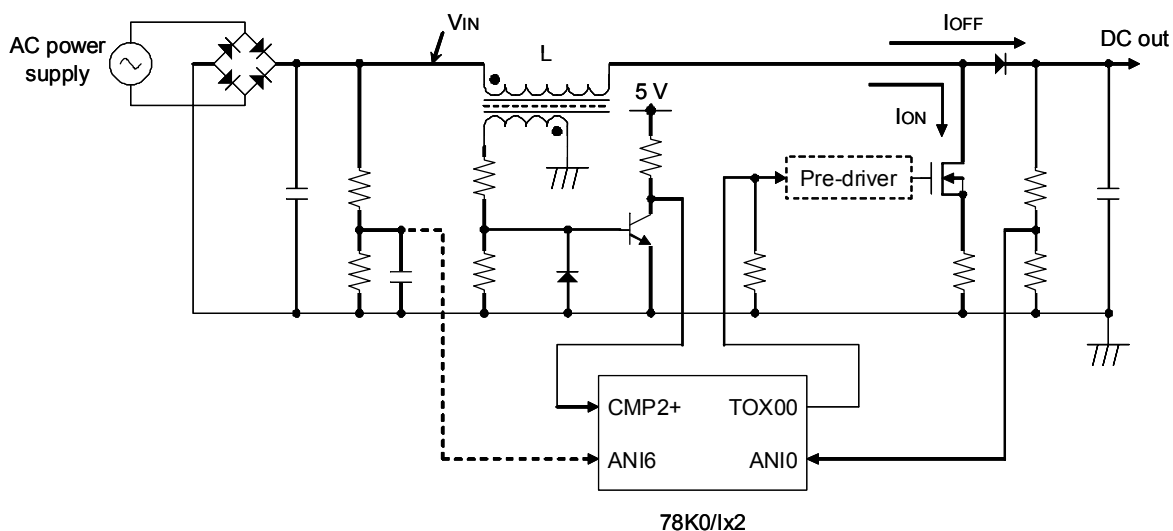 VIN
IOFF
AC power
supply
DC out
L
5 V
ION
Pre-driver
CMP2+
TOX00
ANI6
ANI0
78K0/Ix2